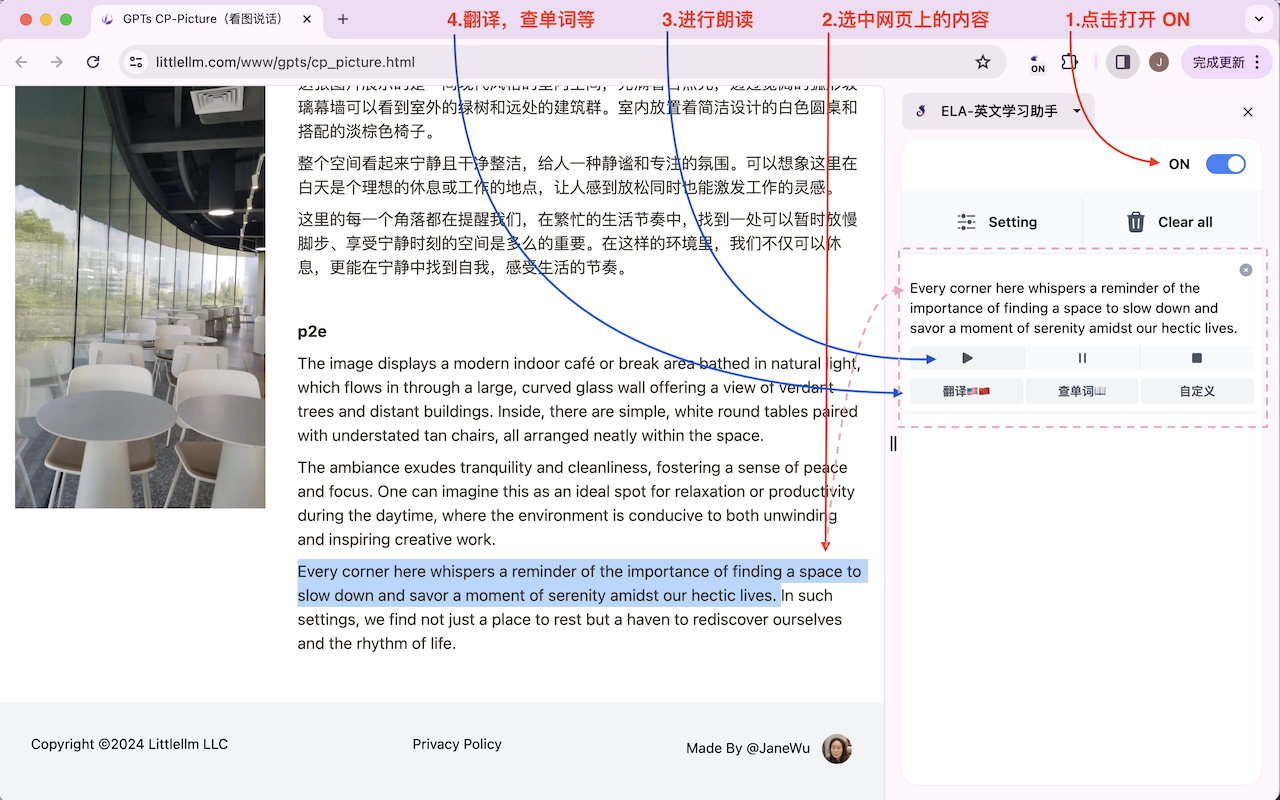 4.翻译，查单词等
3.进行朗读
2.选中网页上的内容
1.点击打开 ON
GPTs CP-Picture（看图说话）
littlellm.com/www/gpts/cp_picture.html
ON
J
完成更新
璃幕墙可以看到室外的绿树和远处的建筑群。室内放置着简洁设计的白色圆桌和
搭配的淡棕色椅子。
整个空间看起来宁静且干净整洁，给人一种静谧和专注的氛围。可以想象这里在
白天是个理想的休息或工作的地点，让人感到放松同时也能激发工作的灵感。
这里的每一个角落都在提醒我们，在繁忙的生活节奏中，找到一处可以暂时放慢
脚步、享受宁静时刻的空间是多么的重要。在这样的环境里，我们不仅可以休
息，更能在宁静中找到自我，感受生活的节奏。
p2e
The image displays a modern indoor café or break area bathed in natural light,
which flows in through a large, curved glass wall offering a view of verdant
trees and distant buildings. Inside, there are simple, white round tables paired
with understated tan chairs, all arranged neatly within the space.
The ambiance exudes tranquility and cleanliness, fostering a sense of peace
and focus. One can imagine this as an ideal spot for relaxation or productivity
during the daytime, where the environment is conducive to both unwinding
and inspiring creative work.
Every corner here whispers a reminder of the importance of finding a space to
slow down and savor a moment of serenity amidst our hectic lives. In such
settings, we find not just a place to rest but a haven to rediscover ourselves
and the rhythm of life.
Copyright ©2024 Littlellm LLC
Privacy Policy
Made By @JaneWu
ELA-英文学习助手
ON
Setting
Clear all
Every corner here whispers a reminder of the
importance of finding a space to slow down and
savor a moment of serenity amidst our hectic lives.
翻译🇺🇸🇨🇳
查单词📖
自定义